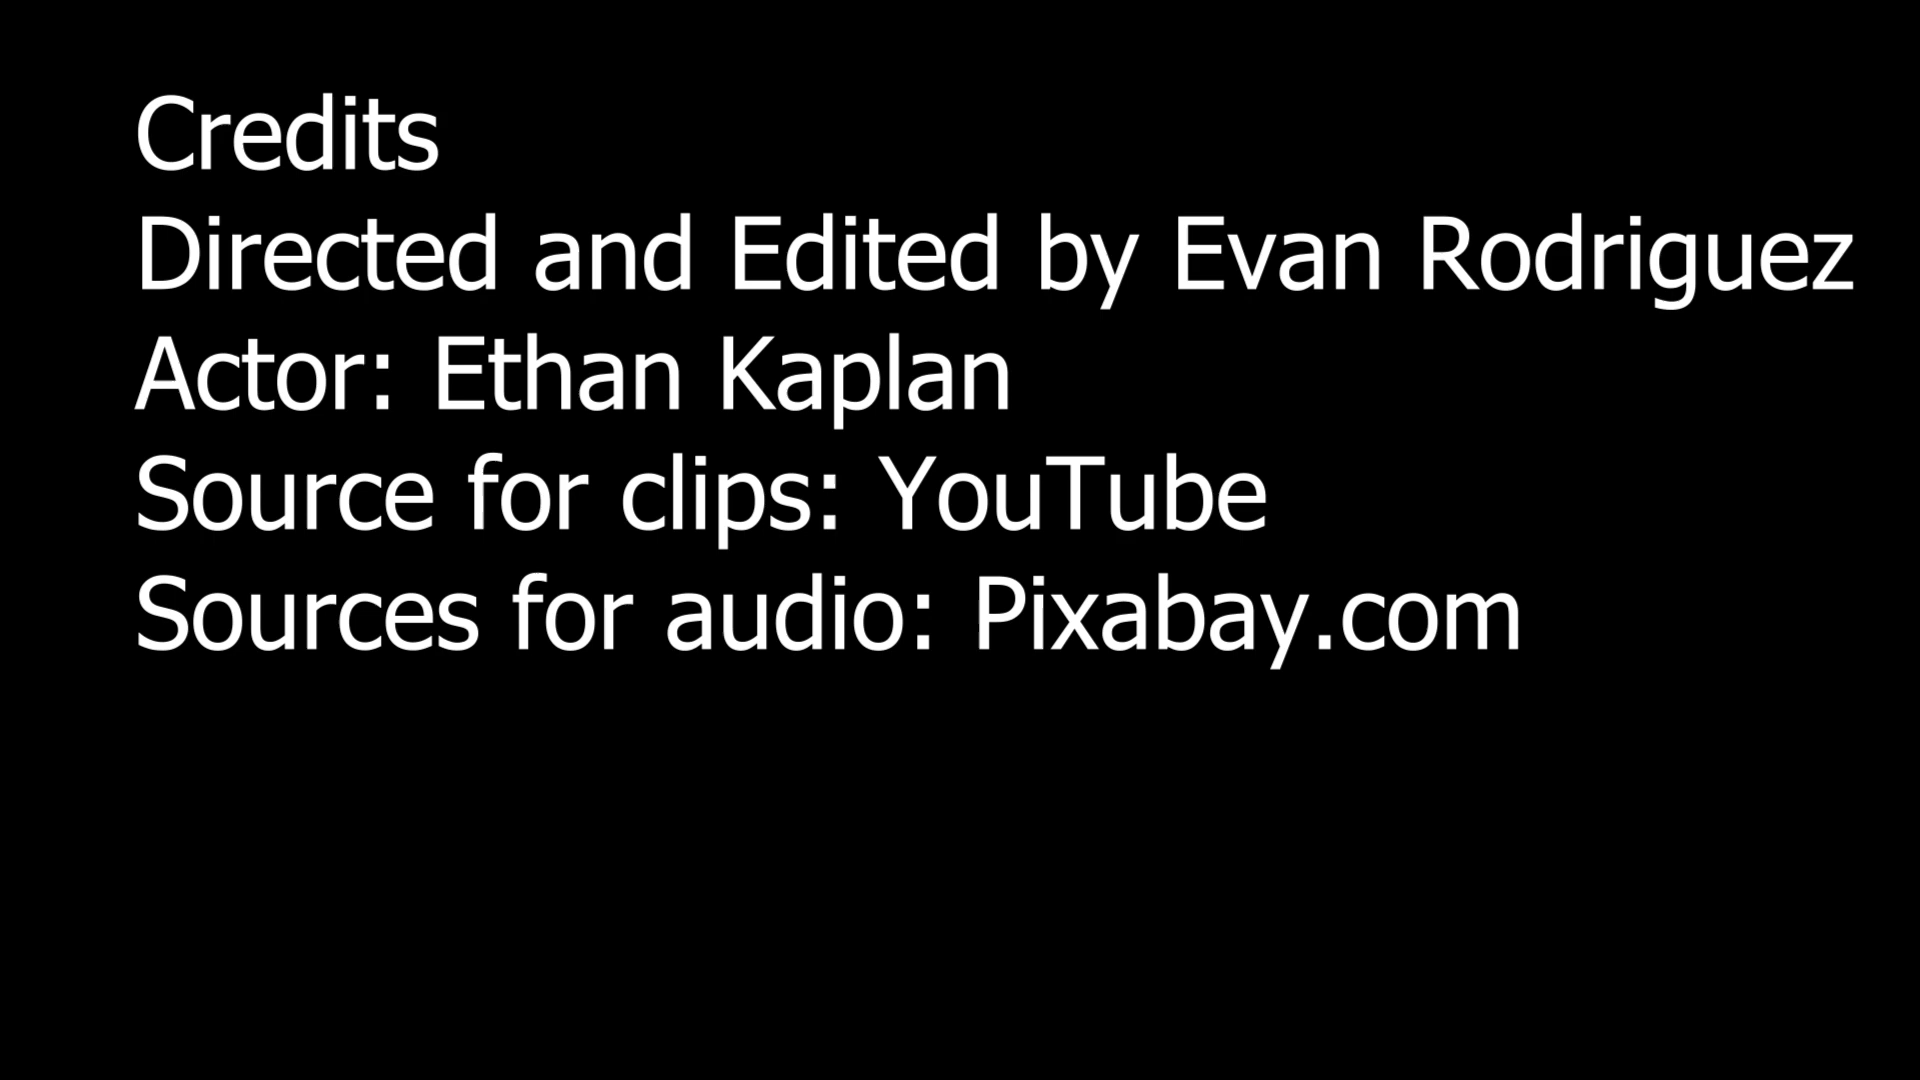 Credits
Directed and Edited by Evan Rodriguez
Actor: Ethan Kaplan
Source for clips: YouTube
Sources for audio: Pixabay.com